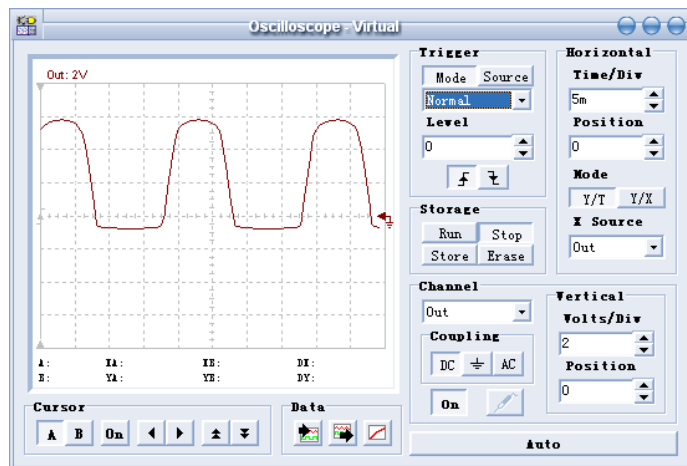 Oscilloscope - Virtual
Out: 2V
A: XA: XB: DX:
B: YA: YB: DY:
Cursor
A B On
Data
Trigger
Mode Source
Normal
Level
0
Storage
Run Stop
Store Erase
Horizontal
Time/Div
5m
Position
0
Mode
Y/T Y/X
X Source
Out
Channel
Out
Coupling
DC AC
On
Vertical
Volts/Div
2
Position
0
Auto